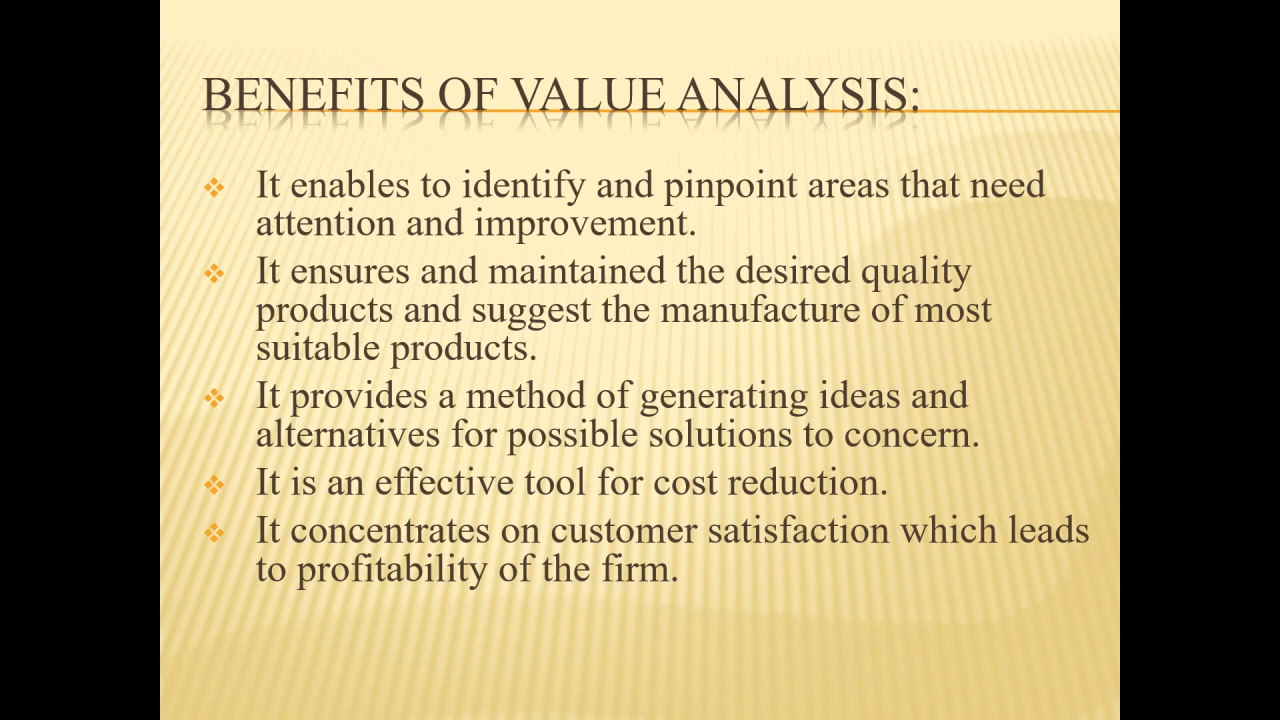 BENEFITS OF VALUE ANALYSIS:
It enables to identify and pinpoint areas that need
attention and improvement.
It ensures and maintained the desired quality
products and suggest the manufacture of most
suitable products.
It provides a method of generating ideas and
alternatives for possible solutions to concern.
It is an effective tool for cost reduction.
It concentrates on customer satisfaction which leads
to profitability of the firm.